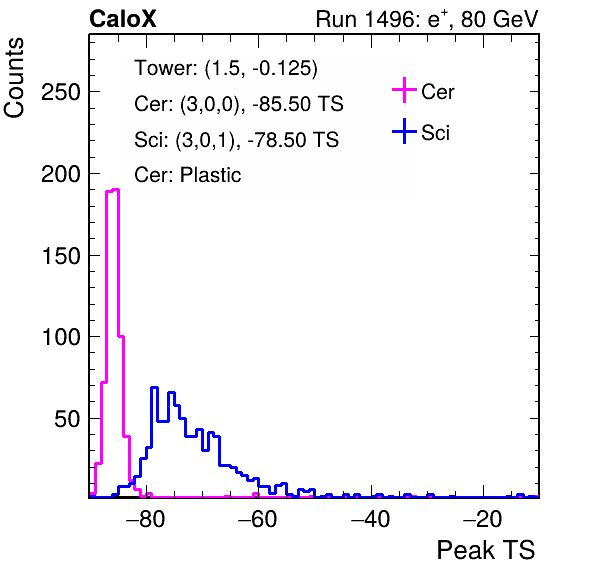 CaloX Run 1496: e⁺, 80 GeV
Counts
Tower: (1.5, -0.125)
Cer: (3,0,0), -85.50 TS
Sci: (3,0,1), -78.50 TS
Cer: Plastic
Cer
Sci
250
200
150
100
50
−80 −60 −40 −20
Peak TS